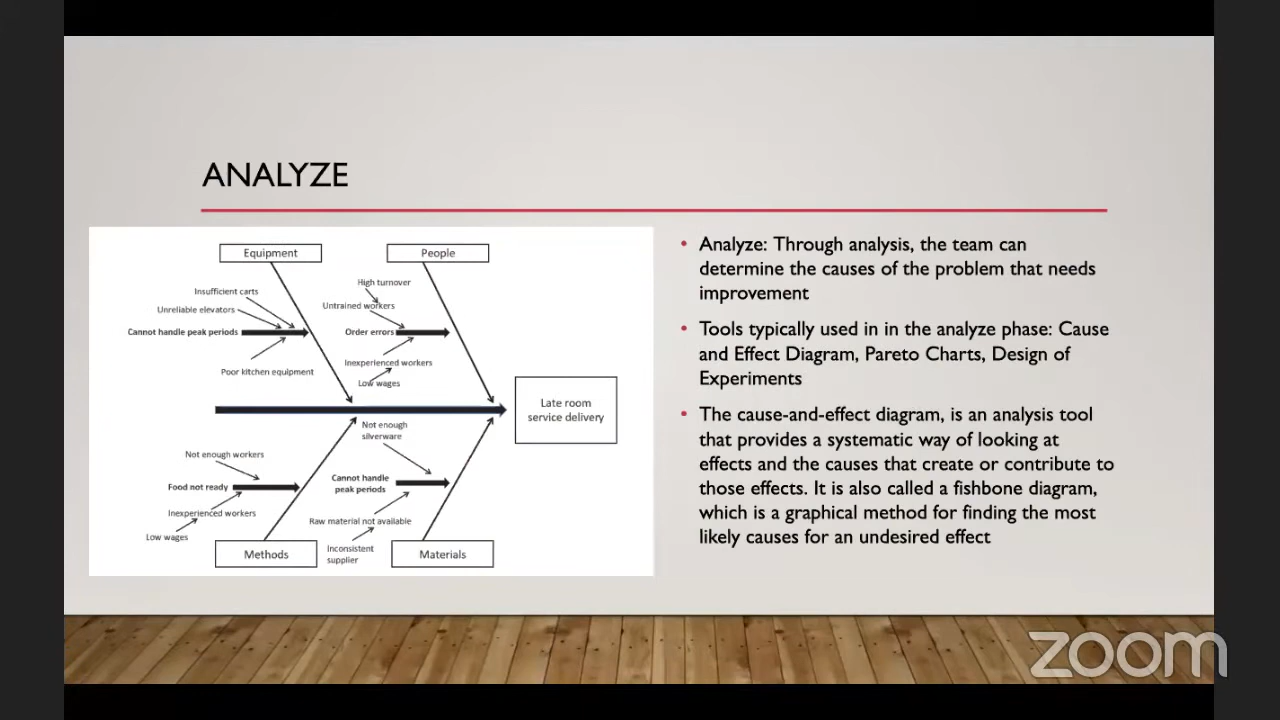 ANALYZE
Equipment
People
Insufficient carts
Unreliable elevators
Cannot handle peak periods
Poor kitchen equipment
High turnover
Untrained workers
Order errors
Inexperienced workers
Low wages
Late room
service delivery
Not enough workers
Food not ready
Inexperienced workers
Low wages
Methods
Not enough
silverware
Cannot handle
peak periods
Raw material not available
Inconsistent
supplier
Materials
• Analyze: Through analysis, the team can
determine the causes of the problem that needs
improvement
• Tools typically used in in the analyze phase: Cause
and Effect Diagram, Pareto Charts, Design of
Experiments
• The cause-and-effect diagram, is an analysis tool
that provides a systematic way of looking at
effects and the causes that create or contribute to
those effects. It is also called a fishbone diagram,
which is a graphical method for finding the most
likely causes for an undesired effect
zoom